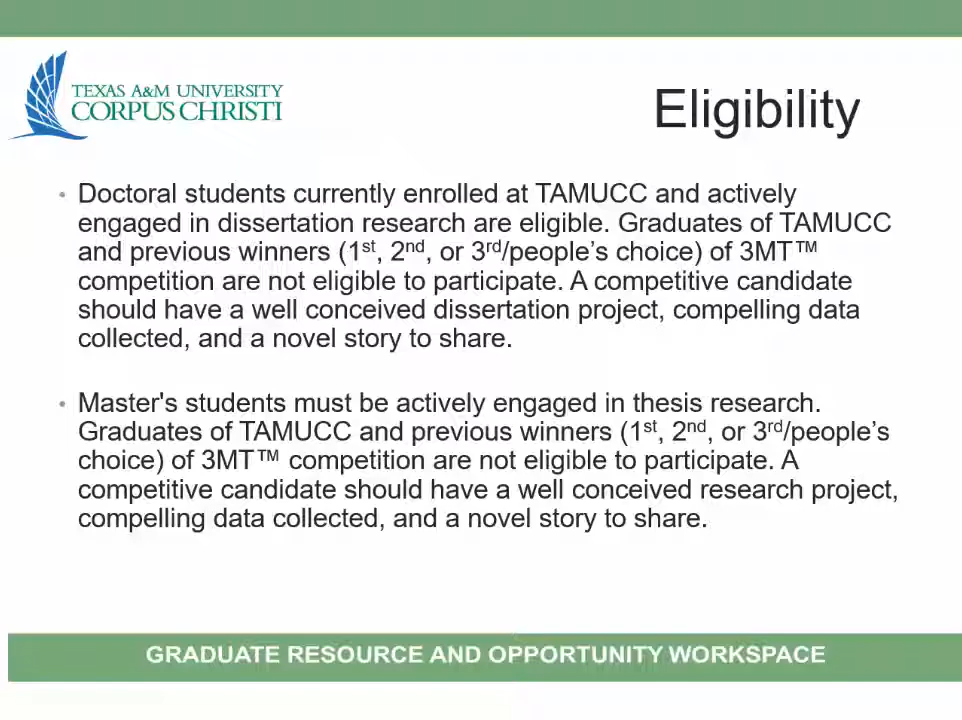 TEXAS A&M UNIVERSITY
CORPUS CHRISTI
Eligibility
• Doctoral students currently enrolled at TAMUCC and actively
engaged in dissertation research are eligible. Graduates of TAMUCC
and previous winners (1st, 2nd, or 3rd/people’s choice) of 3MT™
competition are not eligible to participate. A competitive candidate
should have a well conceived dissertation project, compelling data
collected, and a novel story to share.
• Master's students must be actively engaged in thesis research.
Graduates of TAMUCC and previous winners (1st, 2nd, or 3rd/people’s
choice) of 3MT™ competition are not eligible to participate. A
competitive candidate should have a well conceived research project,
compelling data collected, and a novel story to share.
GRADUATE RESOURCE AND OPPORTUNITY WORKSPACE